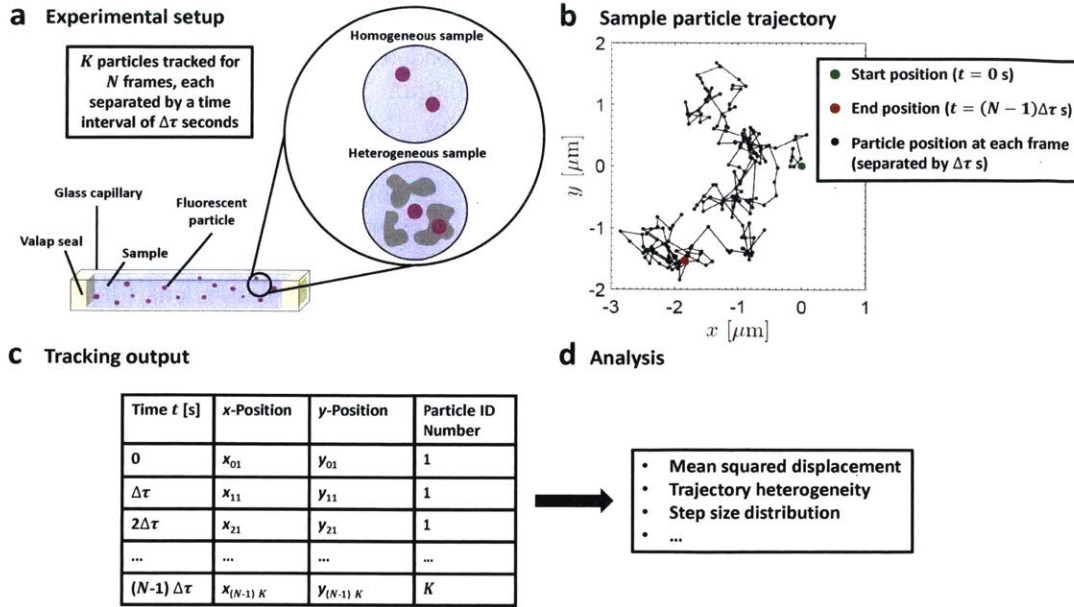 a Experimental setup
K particles tracked for
N frames, each
separated by a time
interval of Δτ seconds
Homogeneous sample
Heterogeneous sample
Glass capillary
Fluorescent
particle
Valap seal
Sample
b Sample particle trajectory
2
1
0
-1
-2
y [μm]
-3
-2
-1
0
1
x [μm]
Start position (t = 0 s)
End position (t = (N − 1)Δτ s)
Particle position at each frame
(separated by Δτ s)
c Tracking output
Time t [s] x-Position y-Position Particle ID
Number
0 x01 y01 1
Δτ x11 y11 1
2Δτ x21 y21 1
... ... ... ...
(N-1) Δτ x(N-1) K y(N-1) K K
d Analysis
• Mean squared displacement
• Trajectory heterogeneity
• Step size distribution
• ...